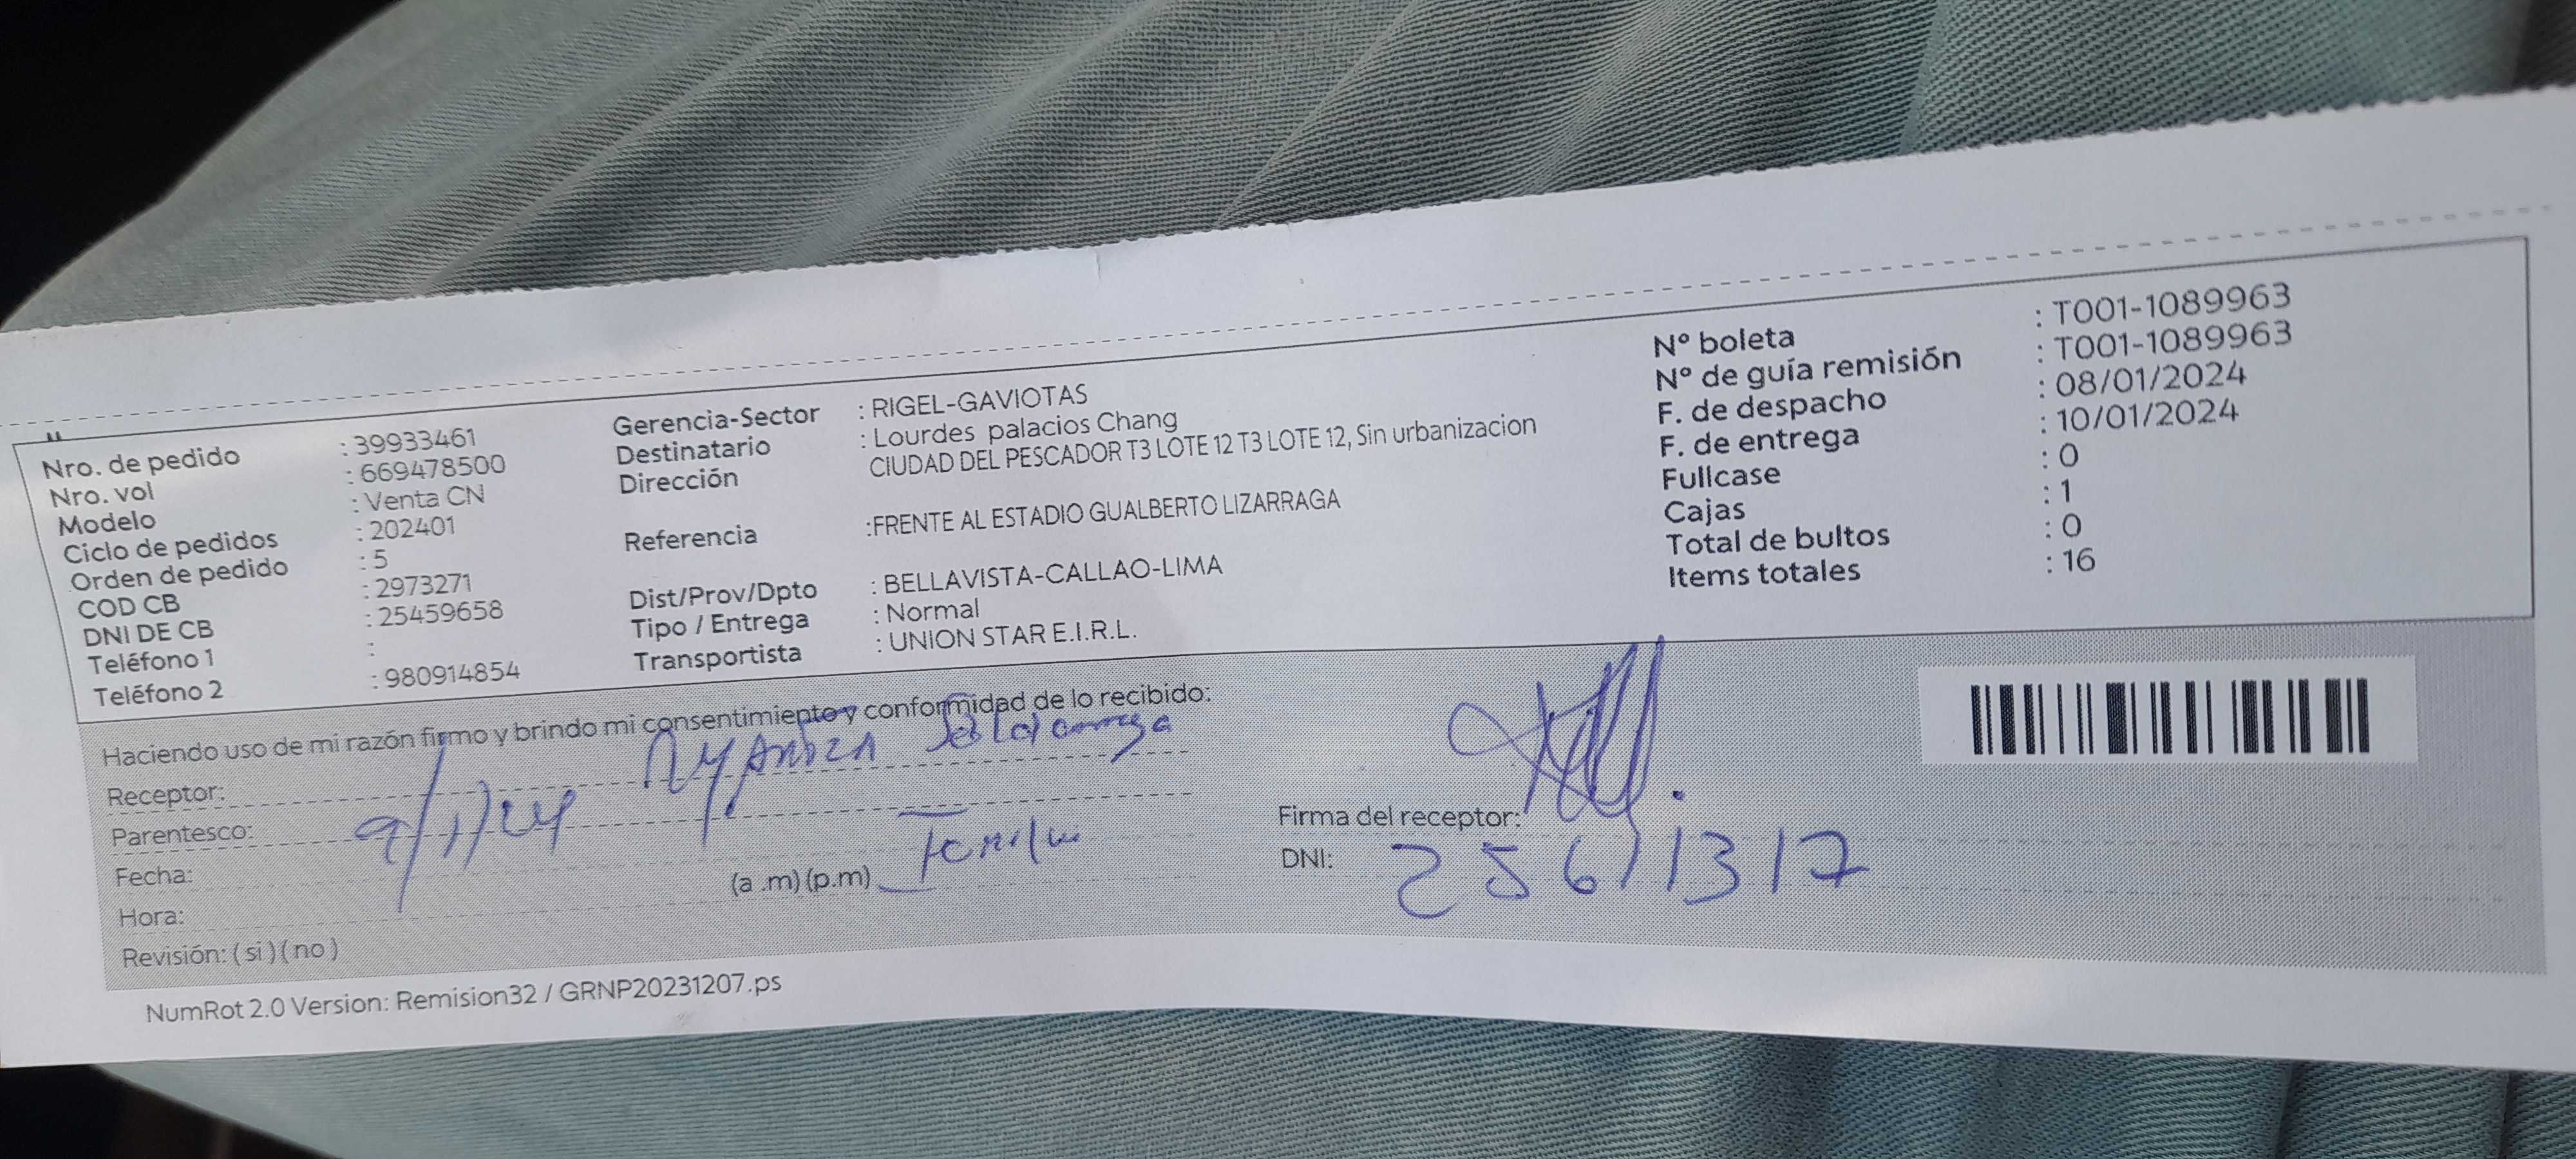 Nro. de pedido : 39933461
Nro. vol : 669478500
Modelo : Venta CN
Ciclo de pedidos : 202401
Orden de pedido : 5
COD CB : 2973271
DNI DE CB : 25459658
Teléfono 1 :
Teléfono 2 : 980914854
Gerencia-Sector : RIGEL-GAVIOTAS
Destinatario : Lourdes palacios Chang
Dirección CIUDAD DEL PESCADOR T3 LOTE 12 T3 LOTE 12, Sin urbanizacion
Referencia :FRENTE AL ESTADIO GUALBERTO LIZARRAGA
Dist/Prov/Dpto : BELLAVISTA-CALLAO-LIMA
Tipo / Entrega : Normal
Transportista : UNION STAR E.I.R.L.
Nº boleta : T001-1089963
Nº de guía remisión : T001-1089963
F. de despacho : 08/01/2024
F. de entrega : 10/01/2024
Fullcase : 0
Cajas : 1
Total de bultos : 0
Items totales : 16
Haciendo uso de mi razón firmo y brindo mi consentimiento y conformidad de lo recibido:
Receptor:
Parentesco:
9/1/24
Fecha:
(a .m) (p.m)
Hora:
Revisión: ( si ) ( no )
Firma del receptor:
DNI: 25611317
NumRot 2.0 Version: Remision32 / GRNP20231207.ps